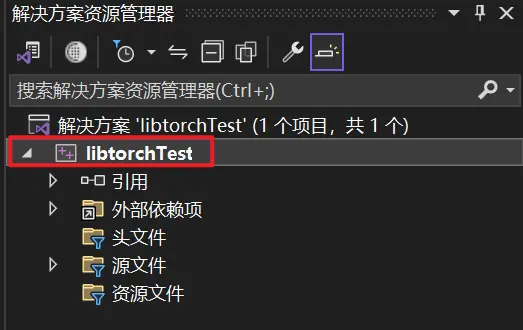 解决方案资源管理器
搜索解决方案资源管理器(Ctrl+;)
解决方案 'libtorchTest' (1 个项目，共 1 个)
libtorchTest
引用
外部依赖项
头文件
源文件
资源文件